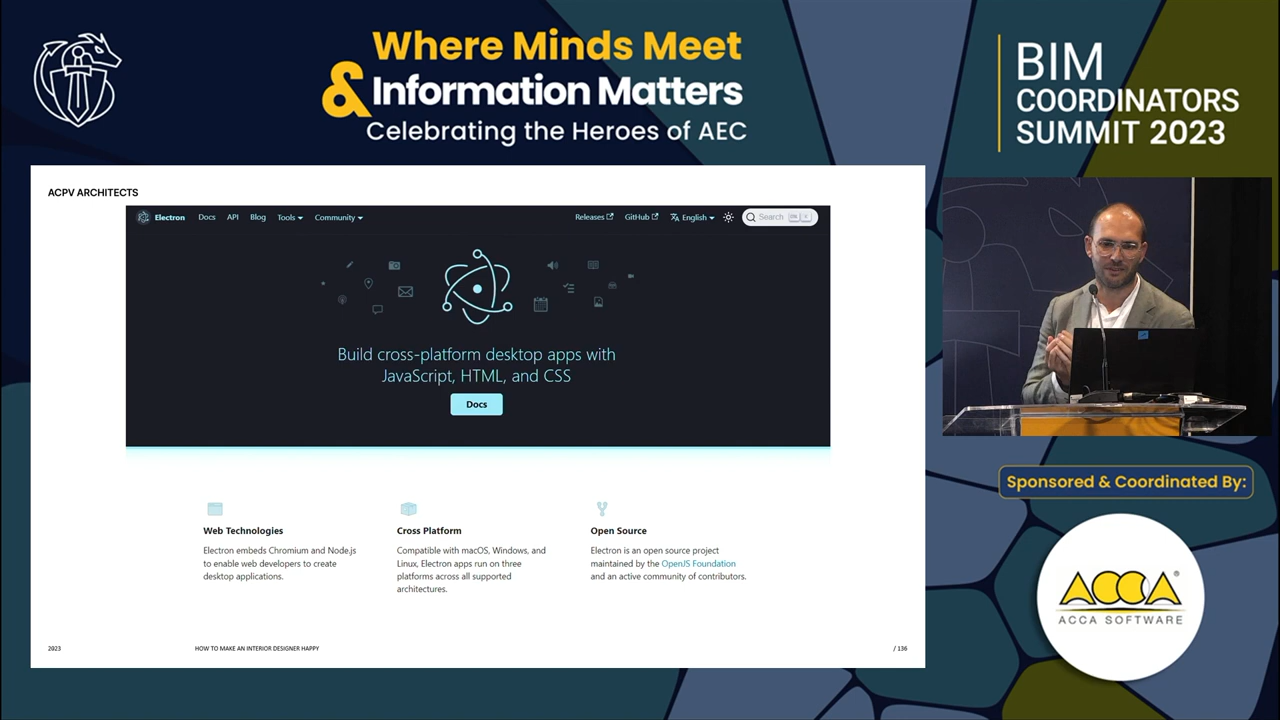 Where Minds Meet
& Information Matters
Celebrating the Heroes of AEC
BIM
COORDINATORS
SUMMIT 2023
ACPV ARCHITECTS
Electron Docs API Blog Tools Community Releases GitHub English Search
Build cross-platform desktop apps with
JavaScript, HTML, and CSS
Docs
Web Technologies
Electron embeds Chromium and Node.js
to enable web developers to create
desktop applications.
Cross Platform
Compatible with macOS, Windows, and
Linux, Electron apps run on three
platforms across all supported
architectures.
Open Source
Electron is an open source project
maintained by the OpenJS Foundation
and an active community of contributors.
2023 HOW TO MAKE AN INTERIOR DESIGNER HAPPY / 136
Sponsored & Coordinated By:
ACCA®
ACCA SOFTWARE